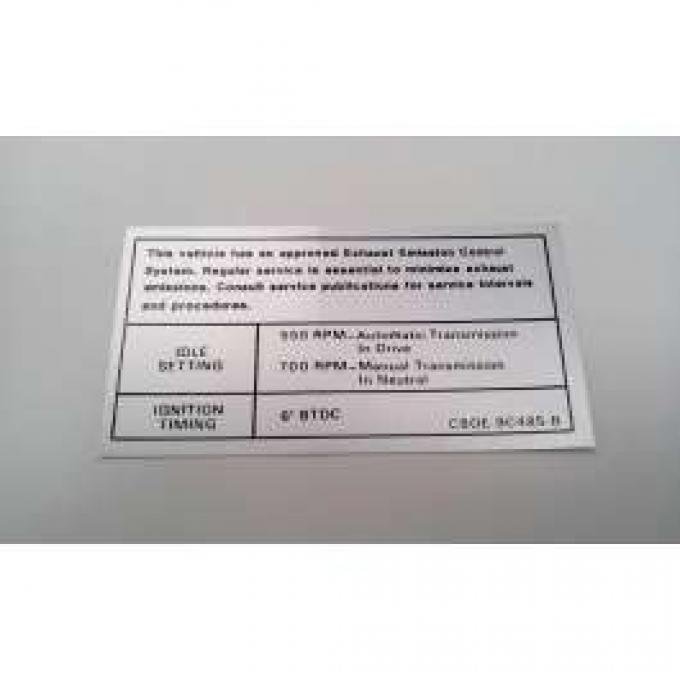 This vehicle has an approved Exhaust Emission Control
System. Regular service is essential to minimize exhaust
emissions. Consult service publications for service intervals
and procedures.
IDLE
SETTING
RPM–Automatic Transmission
In Drive
700 RPM–Manual Transmission
In Neutral
IGNITION
TIMING
6° BTDC
9C485-B